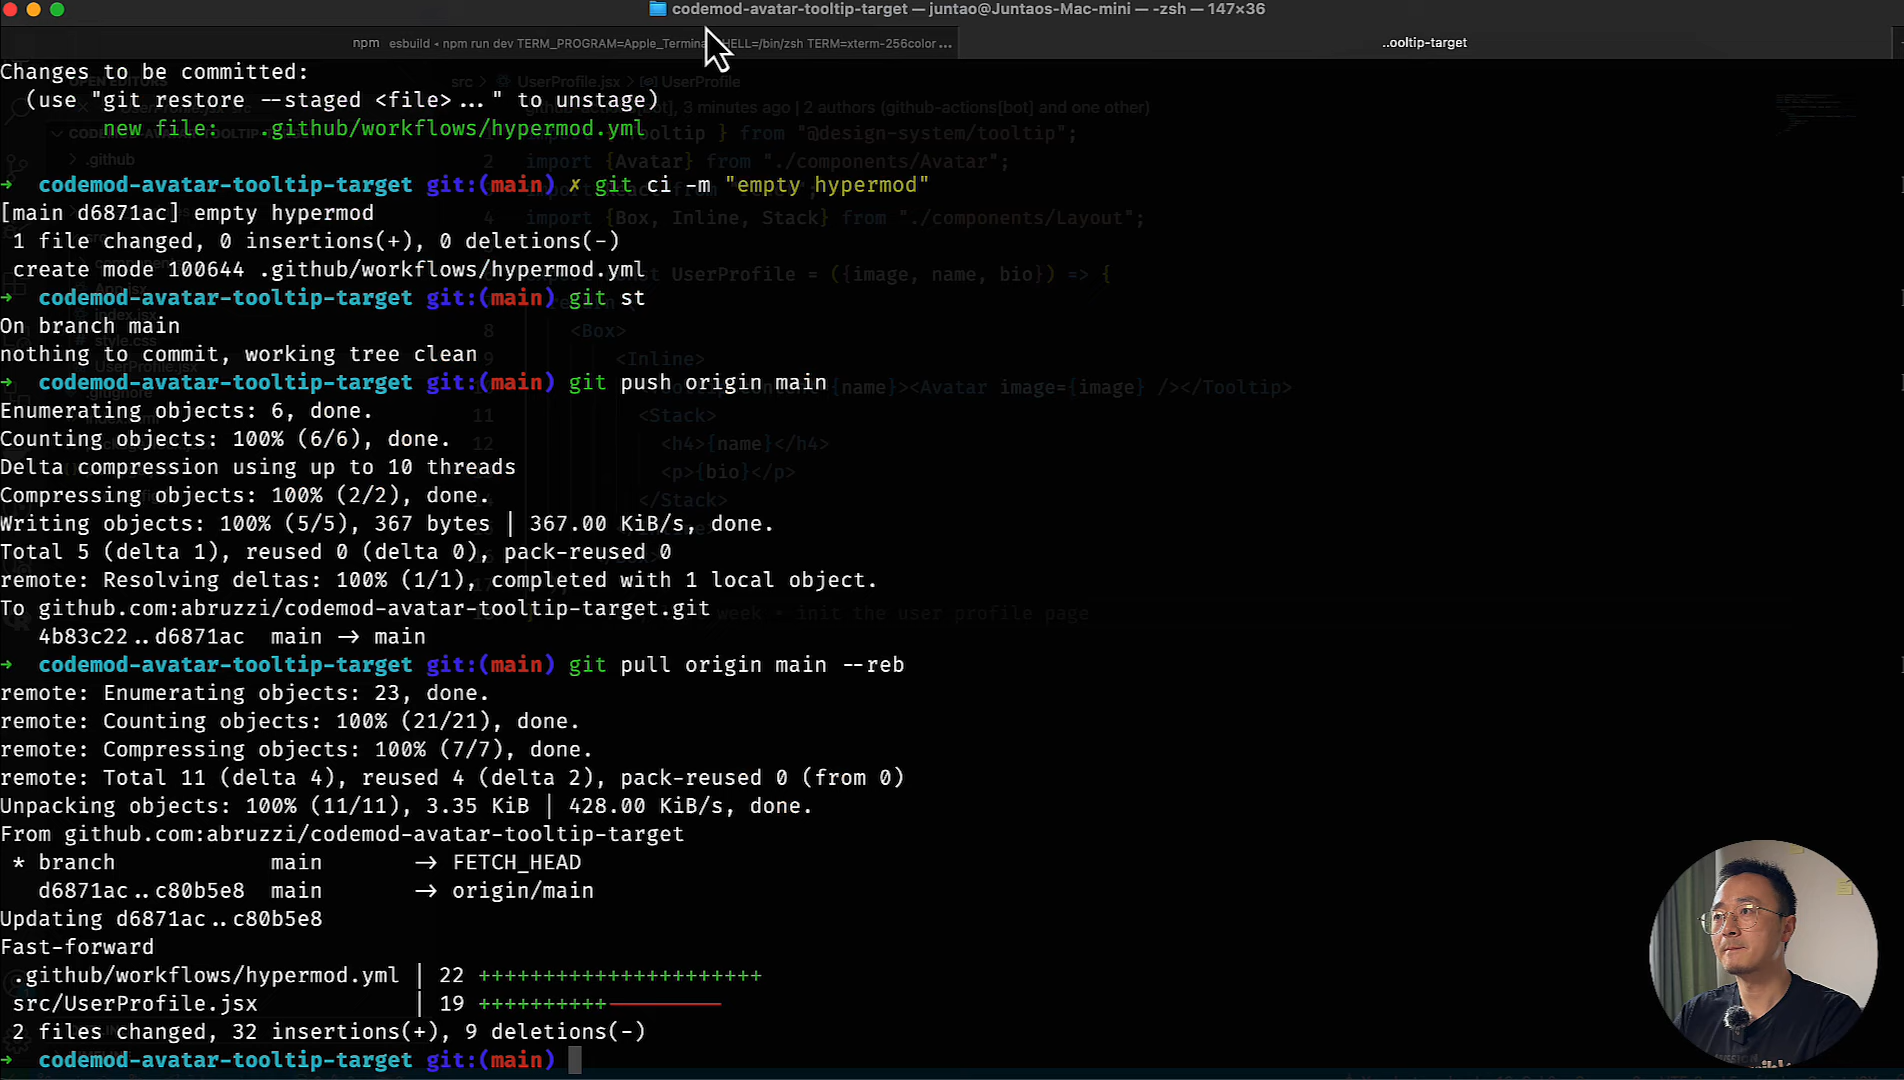 codemod-avatar-tooltip-target — juntao@Juntaos-Mac-mini — -zsh — 147×36
npm esbuild ◂ npm run dev TERM_PROGRAM=Apple_Termina HELL=/bin/zsh TERM=xterm-256color ...
..ooltip-target
Changes to be committed:
(use "git restore --staged <file>..." to unstage)
new file:   .github/workflows/hypermod.yml
➜ codemod-avatar-tooltip-target git:(main) ✗ git ci -m "empty hypermod"
[main d6871ac] empty hypermod
1 file changed, 0 insertions(+), 0 deletions(-)
create mode 100644 .github/workflows/hypermod.yml
➜ codemod-avatar-tooltip-target git:(main) git st
On branch main
nothing to commit, working tree clean
➜ codemod-avatar-tooltip-target git:(main) git push origin main
Enumerating objects: 6, done.
Counting objects: 100% (6/6), done.
Delta compression using up to 10 threads
Compressing objects: 100% (2/2), done.
Writing objects: 100% (5/5), 367 bytes | 367.00 KiB/s, done.
Total 5 (delta 1), reused 0 (delta 0), pack-reused 0
remote: Resolving deltas: 100% (1/1), completed with 1 local object.
To github.com:abruzzi/codemod-avatar-tooltip-target.git
4b83c22..d6871ac  main -> main
➜ codemod-avatar-tooltip-target git:(main) git pull origin main --reb
remote: Enumerating objects: 23, done.
remote: Counting objects: 100% (21/21), done.
remote: Compressing objects: 100% (7/7), done.
remote: Total 11 (delta 4), reused 4 (delta 2), pack-reused 0 (from 0)
Unpacking objects: 100% (11/11), 3.35 KiB | 428.00 KiB/s, done.
From github.com:abruzzi/codemod-avatar-tooltip-target
* branch            main       -> FETCH_HEAD
d6871ac..c80b5e8  main       -> origin/main
Updating d6871ac..c80b5e8
Fast-forward
.github/workflows/hypermod.yml | 22 ++++++++++++++++++++++
src/UserProfile.jsx            | 19 ++++++++++---------
2 files changed, 32 insertions(+), 9 deletions(-)
➜ codemod-avatar-tooltip-target git:(main)
src > UserProfile.jsx > UserProfile
3 minutes ago | 2 authors (github-actions[bot] and one other)
ooltip } from "@design-system/tooltip";
2 import {Avatar} from "./components/Avatar";
4 import {Box, Inline, Stack} from "./components/Layout";
UserProfile = ({image, name, bio}) => {
8 <Box>
<Inline>
{name}><Avatar image={image} /></Tooltip>
11 <Stack>
12 <h4>{name}</h4>
<p>{bio}</p>
</Stack>
week • init the user profile page
.github
index.jsx
style.css
UserProfile.jsx
.gitignore